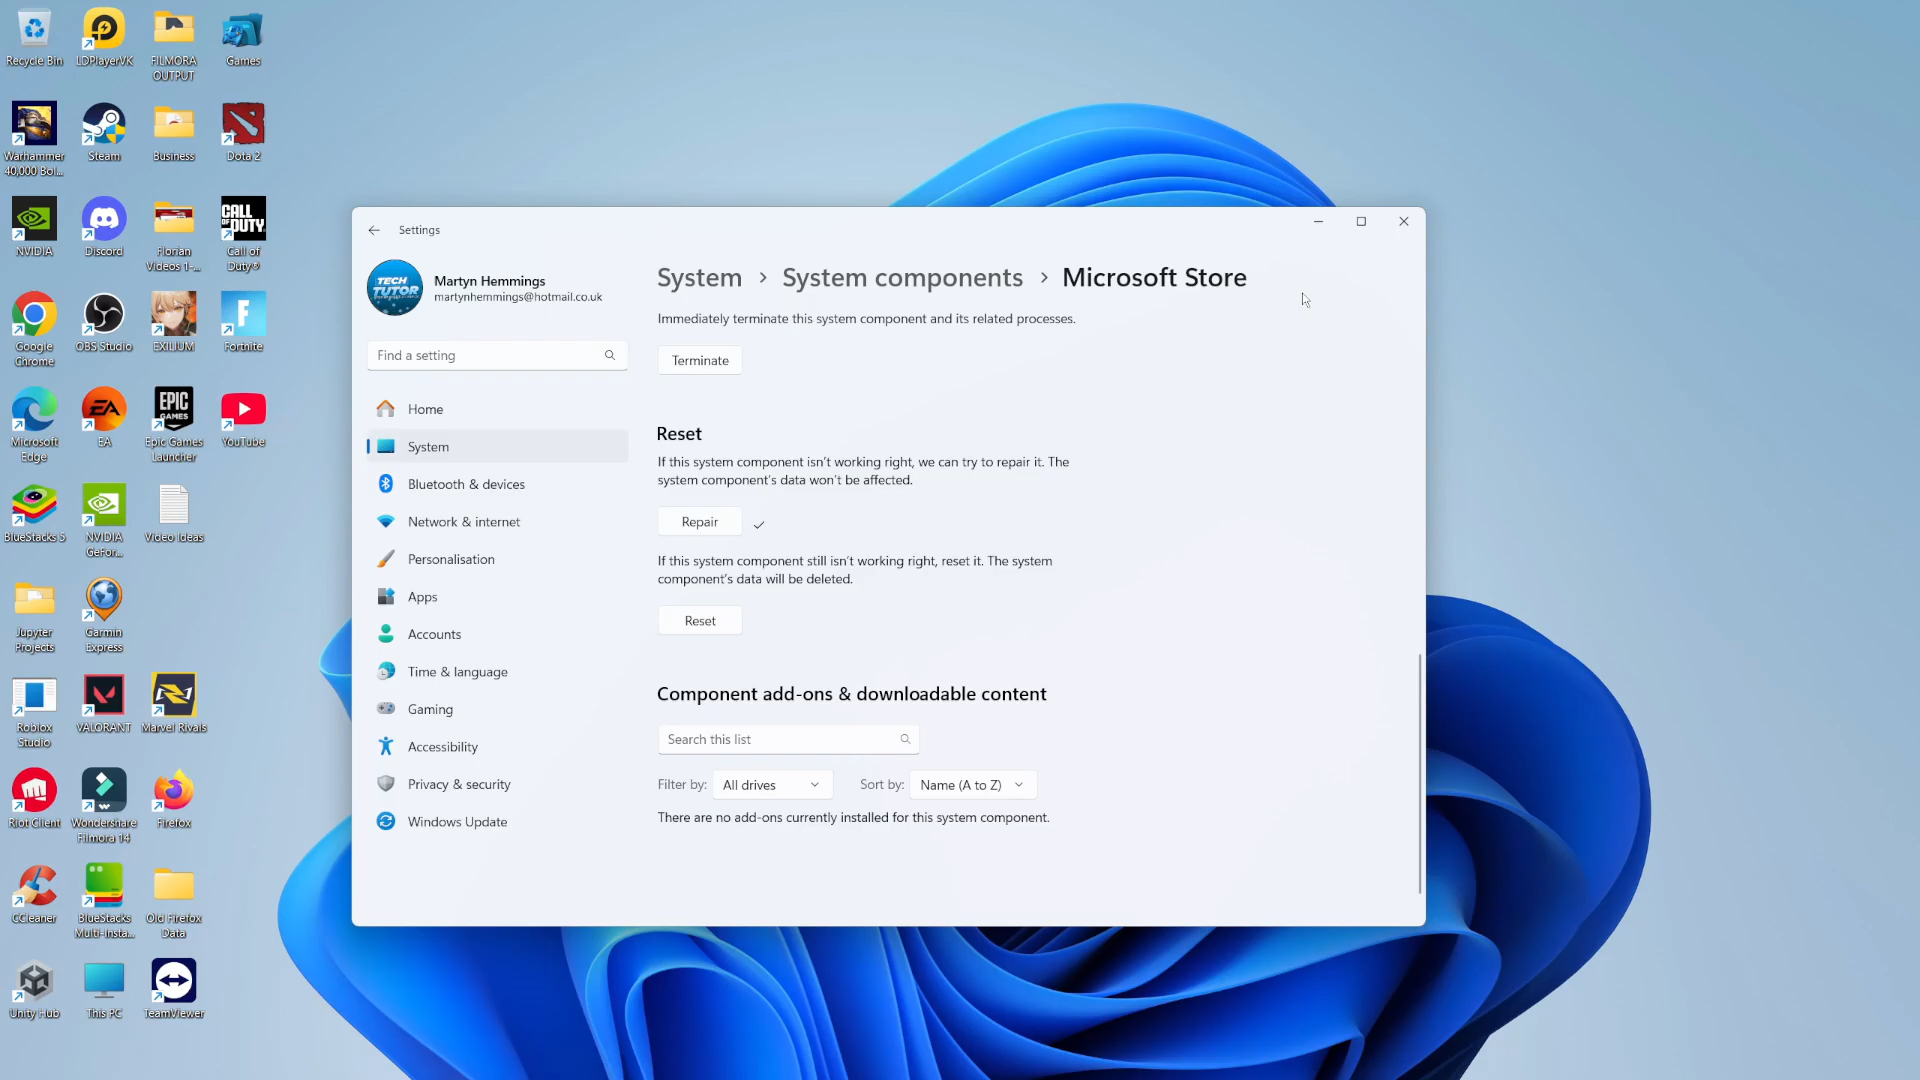 Recycle Bin
LDPlayerVK
FILMORA
OUTPUT
Games
Warhammer
40,000 Bol...
Steam
Business
Dota 2
NVIDIA
Discord
Florian
Videos 1-...
CALL OF DUTY
Call of
Duty®
Google
Chrome
OBS Studio
EXILIUM
Fortnite
Microsoft
Edge
EA
EPIC
GAMES
Epic Games
Launcher
YouTube
BlueStacks 5
NVIDIA
GeFor...
Video Ideas
Jupyter
Projects
Garmin
Express
Roblox
Studio
VALORANT
Marvel Rivals
Riot Client
Wondershare
Filmora 14
Firefox
CCleaner
BlueStacks
Multi-Insta...
Old Firefox
Data
Unity Hub
This PC
TeamViewer
Settings
TECH
TUTOR
Martyn Hemmings
martynhemmings@hotmail.co.uk
Find a setting
Home
System
Bluetooth & devices
Network & internet
Personalisation
Apps
Accounts
Time & language
Gaming
Accessibility
Privacy & security
Windows Update
System > System components > Microsoft Store
Immediately terminate this system component and its related processes.
Terminate
Reset
If this system component isn't working right, we can try to repair it. The
system component's data won't be affected.
Repair
If this system component still isn't working right, reset it. The system
component's data will be deleted.
Reset
Component add-ons & downloadable content
Search this list
Filter by: All drives Sort by: Name (A to Z)
There are no add-ons currently installed for this system component.